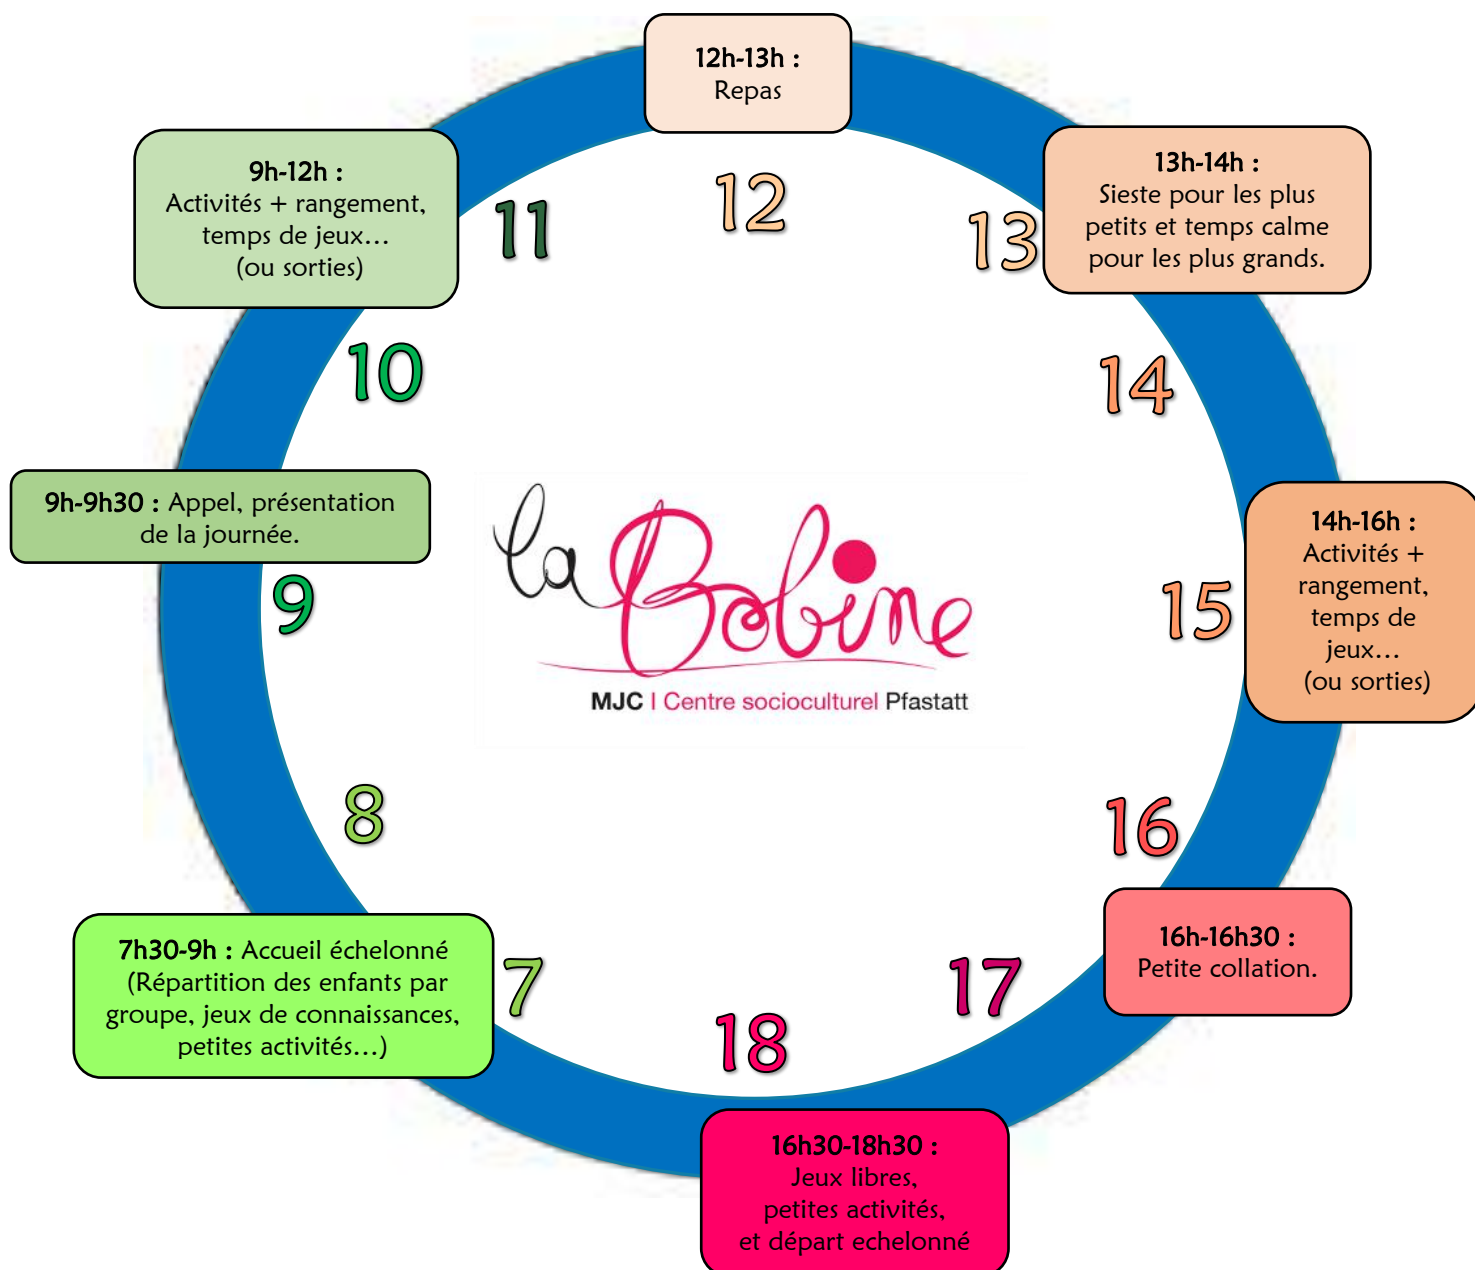 12h-13h :
Repas
9h-12h :
Activités + rangement,
temps de jeux...
(ou sorties)
13h-14h :
Sieste pour les plus
petits et temps calme
pour les plus grands.
11
12
13
10
14
9h-9h30 : Appel, présentation
de la journée.
14h-16h :
Activités +
rangement,
temps de
jeux...
(ou sorties)
la Bobine
MJC I Centre socioculturel Pfastatt
9
15
8
16
7h30-9h : Accueil échelonné
(Répartition des enfants par
groupe, jeux de connaissances,
petites activités...)
16h-16h30 :
Petite collation.
7
17
18
16h30-18h30 :
Jeux libres,
petites activités,
et départ echelonné